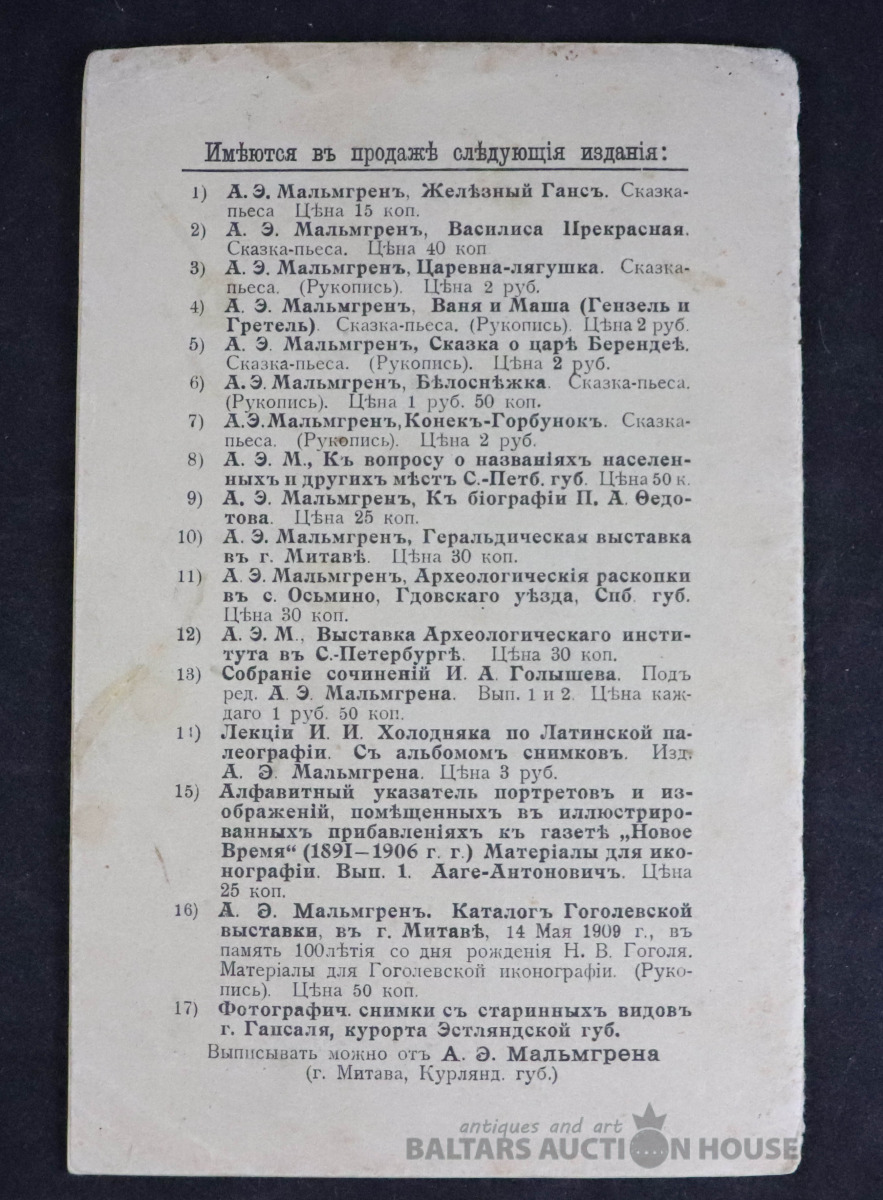 Имѣются въ продажѣ слѣдующія изданія:
1) А. Э. Мальмгренъ, Желѣзный Гансъ. Сказка-
пьеса Цѣна 15 коп.
2) А. Э. Мальмгренъ, Василиса Прекрасная.
Сказка-пьеса. Цѣна 40 коп
3) А. Э. Мальмгренъ, Царевна-лягушка. Сказка-
пьеса. (Рукопись). Цѣна 2 руб.
4) А. Э. Мальмгренъ, Ваня и Маша (Гензель и
Гретель). Сказка-пьеса. (Рукопись). Цѣна 2 руб.
5) А. Э. Мальмгренъ, Сказка о царѣ Берендеѣ.
Сказка-пьеса. (Рукопись). Цѣна 2 руб.
6) А. Э. Мальмгренъ, Бѣлоснѣжка. Сказка-пьеса.
(Рукопись). Цѣна 1 руб. 50 коп.
7) А.Э.Мальмгренъ, Конекъ-Горбунокъ. Сказка-
пьеса. (Рукопись). Цѣна 2 руб.
8) А. Э. М., Къ вопросу о названіяхъ населен-
ныхъ и другихъ мѣстъ С.-Петб. губ. Цѣна 50 к.
9) А. Э. Мальмгренъ, Къ біографіи П. А. Ѳедо-
това. Цѣна 25 коп.
10) А. Э. Мальмгренъ, Геральдическая выставка
въ г. Митавѣ. Цѣна 30 коп.
11) А. Э. Мальмгренъ, Археологическія раскопки
въ с. Осьмино, Гдовскаго уѣзда, Спб. губ.
Цѣна 30 коп.
12) А. Э. М., Выставка Археологическаго инсти-
тута въ С.-Петербургѣ. Цѣна 30 коп.
13) Собраніе сочиненій И. А. Голышева. Подъ
ред. А. Э. Мальмгрена. Вып. 1 и 2. Цѣна каж-
даго 1 руб. 50 коп.
14) Лекціи И. И. Холодняка по Латинской па-
леографіи. Съ альбомомъ снимковъ. Изд.
А. Э. Мальмгрена. Цѣна 3 руб.
15) Алфавитный указатель портретовъ и из-
ображеній, помѣщенныхъ въ иллюстриро-
ванныхъ прибавленіяхъ къ газетѣ „Новое
Время“ (1891—1906 г. г.) Матеріалы для ико-
нографіи. Вып. 1. Ааге-Антоновичъ. Цѣна
25 коп.
16) А. Э. Мальмгренъ. Каталогъ Гоголевской
выставки, въ г. Митавѣ, 14 Мая 1909 г., въ
память 100лѣтія со дня рожденія Н. В. Гоголя.
Матеріалы для Гоголевской иконографіи. (Руко-
пись). Цѣна 50 коп.
17) Фотографич. снимки съ старинныхъ видовъ
г. Гапсаля, курорта Эстляндской губ.
Выписывать можно отъ А. Э. Мальмгрена
(г. Митава, Курлянд. губ.)
antiques and art
BALTARS AUCTION HOUSE